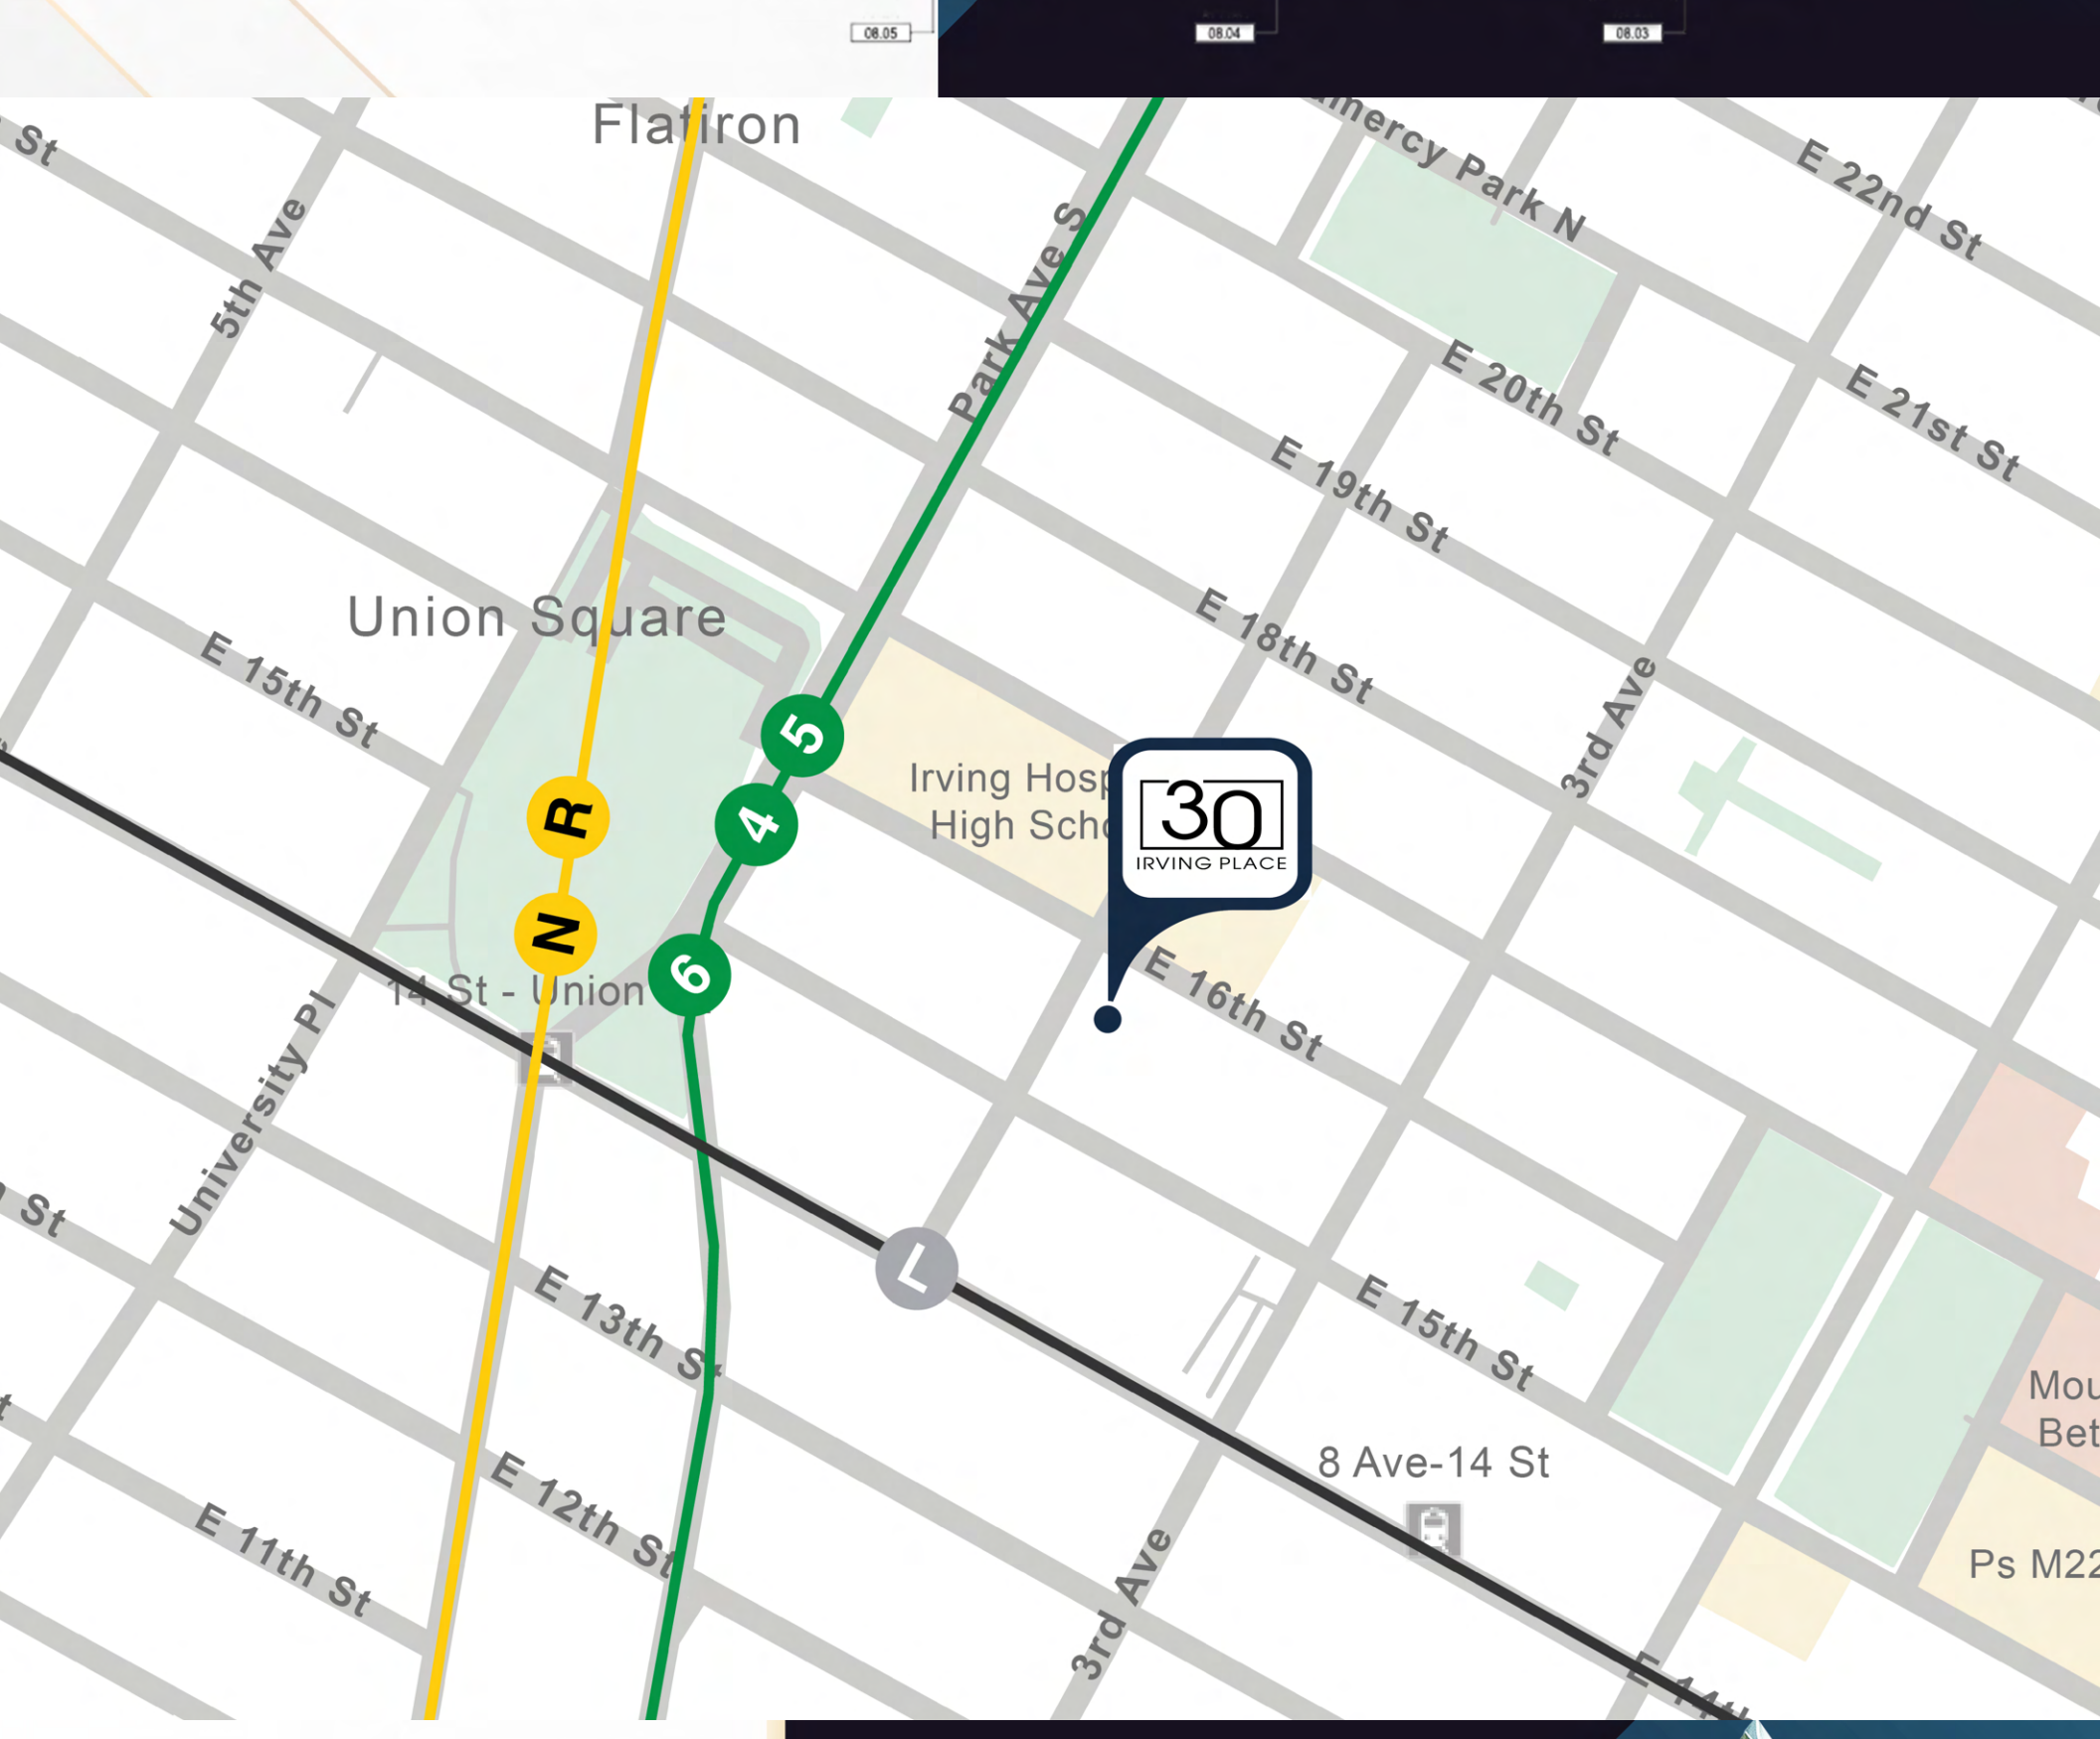 08.05
08.04
08.03
Flatiron
St
mercy Park N
E 22nd St
5th Ave
Park Ave S
E 20th St
E 21st St
E 19th St
Union Square
E 18th St
E 15th St
3rd Ave
5
Irving Hosp
High Scho
30
IRVING PLACE
R
4
N
6
E 16th St
14 St - Union
University Pl
St
L
E 13th St
E 15th St
Mou
Bet
8 Ave-14 St
E 12th St
E 11th St
3rd Ave
Ps M22
E 14th